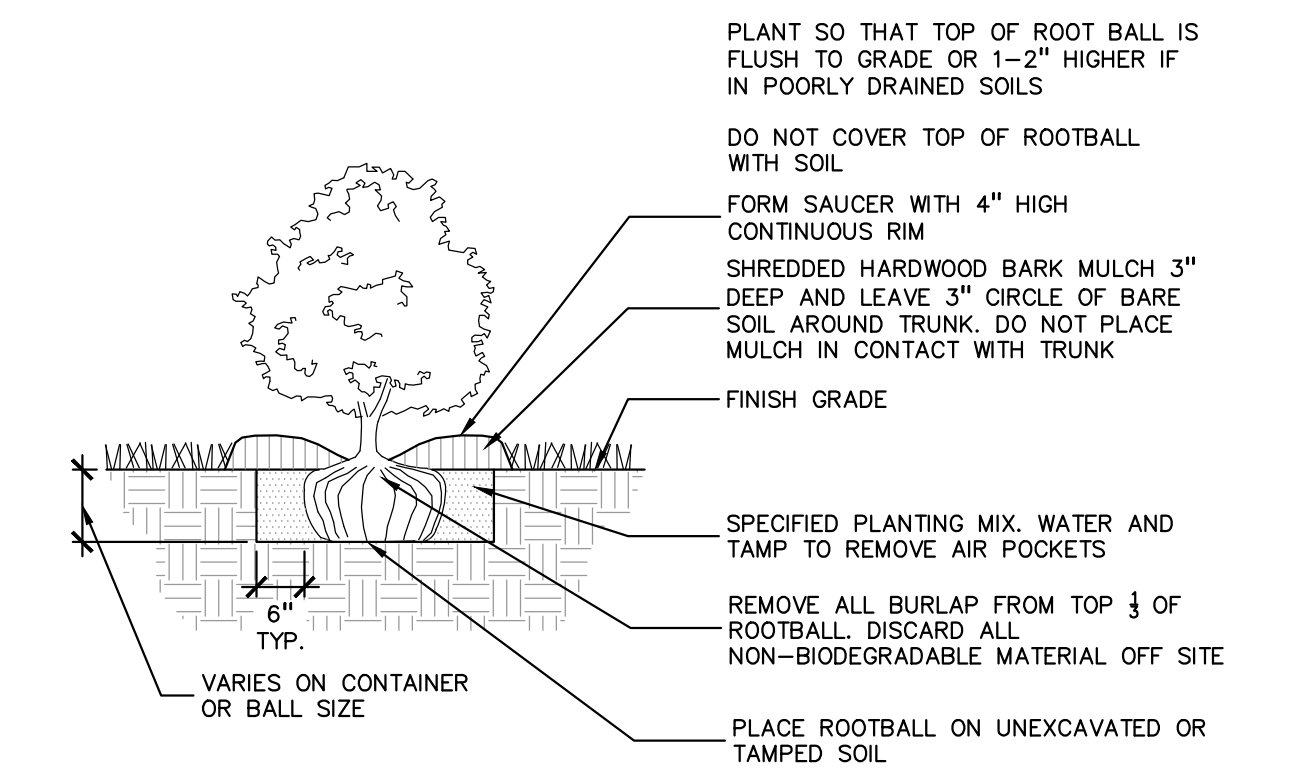 PLANT SO THAT TOP OF ROOT BALL IS
FLUSH TO GRADE OR 1-2" HIGHER IF
IN POORLY DRAINED SOILS
DO NOT COVER TOP OF ROOTBALL
WITH SOIL
FORM SAUCER WITH 4" HIGH
CONTINUOUS RIM
SHREDDED HARDWOOD BARK MULCH 3"
DEEP AND LEAVE 3" CIRCLE OF BARE
SOIL AROUND TRUNK. DO NOT PLACE
MULCH IN CONTACT WITH TRUNK
FINISH GRADE
SPECIFIED PLANTING MIX. WATER AND
TAMP TO REMOVE AIR POCKETS
REMOVE ALL BURLAP FROM TOP 1/3 OF
ROOTBALL. DISCARD ALL
NON-BIODEGRADABLE MATERIAL OFF SITE
PLACE ROOTBALL ON UNEXCAVATED OR
TAMPED SOIL
6"
TYP.
VARIES ON CONTAINER
OR BALL SIZE